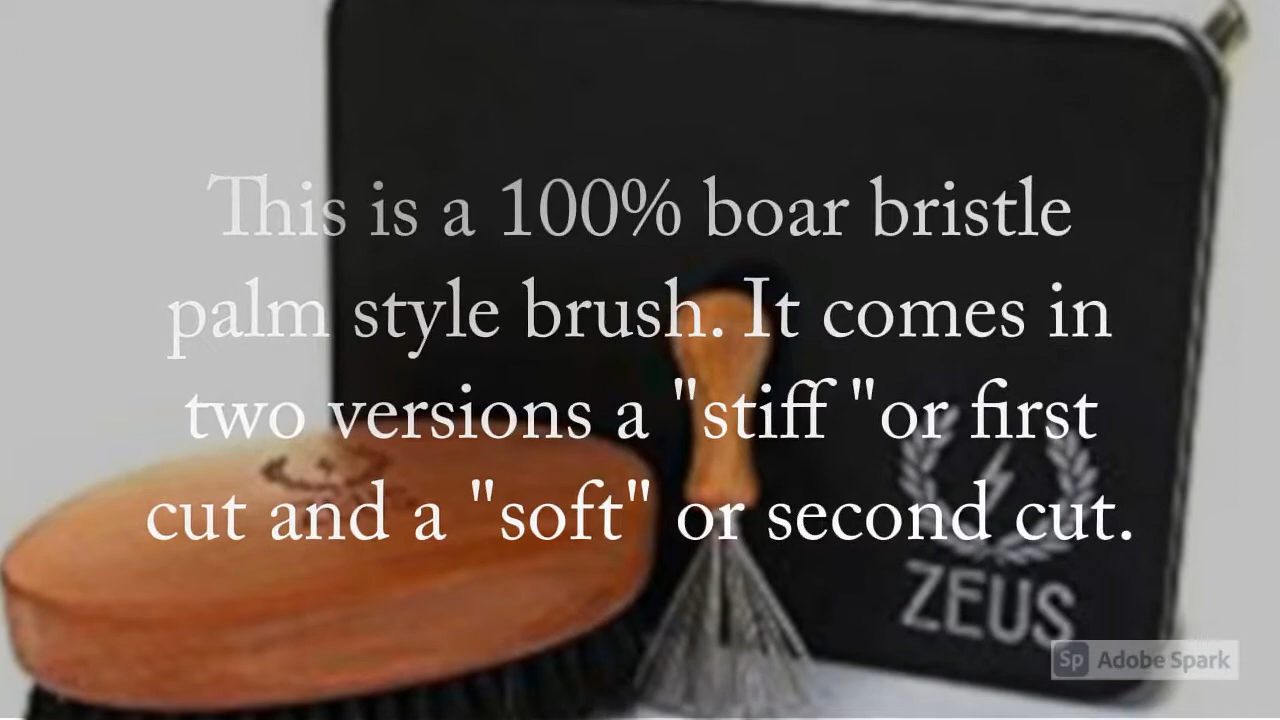 This is a 100% boar bristle
palm style brush. It comes in
two versions a "stiff "or first
cut and a "soft" or second cut.
ZEUS
Sp Adobe Spark